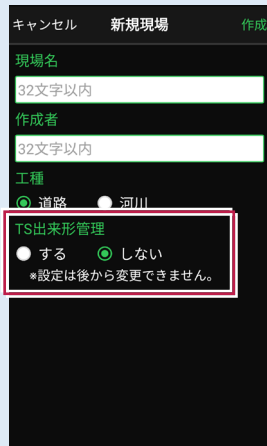 キャンセル 新規現場 作成
現場名
32文字以内
作成者
32文字以内
工種
道路 河川
TS出来形管理
する しない
※設定は後から変更できません。